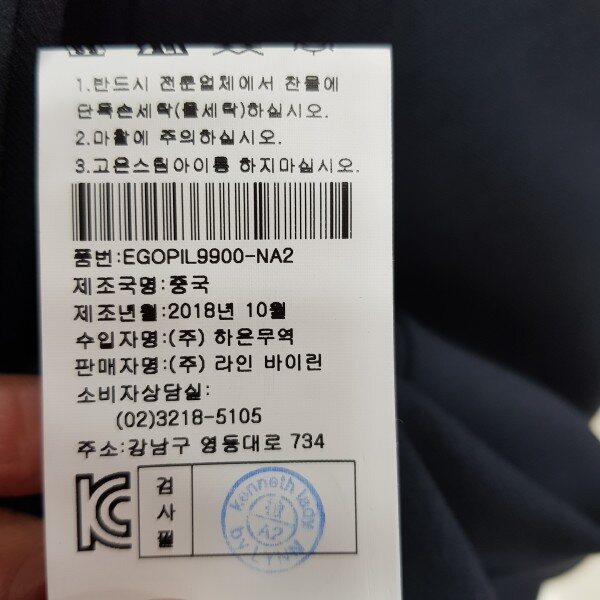 1.반드시 전문업체에서 찬물에
단독손세탁(물세탁)하십시오.
2.마찰에 주의하십시오.
3.고온스팀아이롱 하지마십시오.
품번:EGOPIL9900-NA2
제조국명:중국
제조년월:2018년 10월
수입자명:(주) 하온무역
판매자명:(주) 라인 바이린
소비자상담실:
(02)3218-5105
주소:강남구 영동대로 734
검
사
필
kenneth lady
검
A2
by LYNN